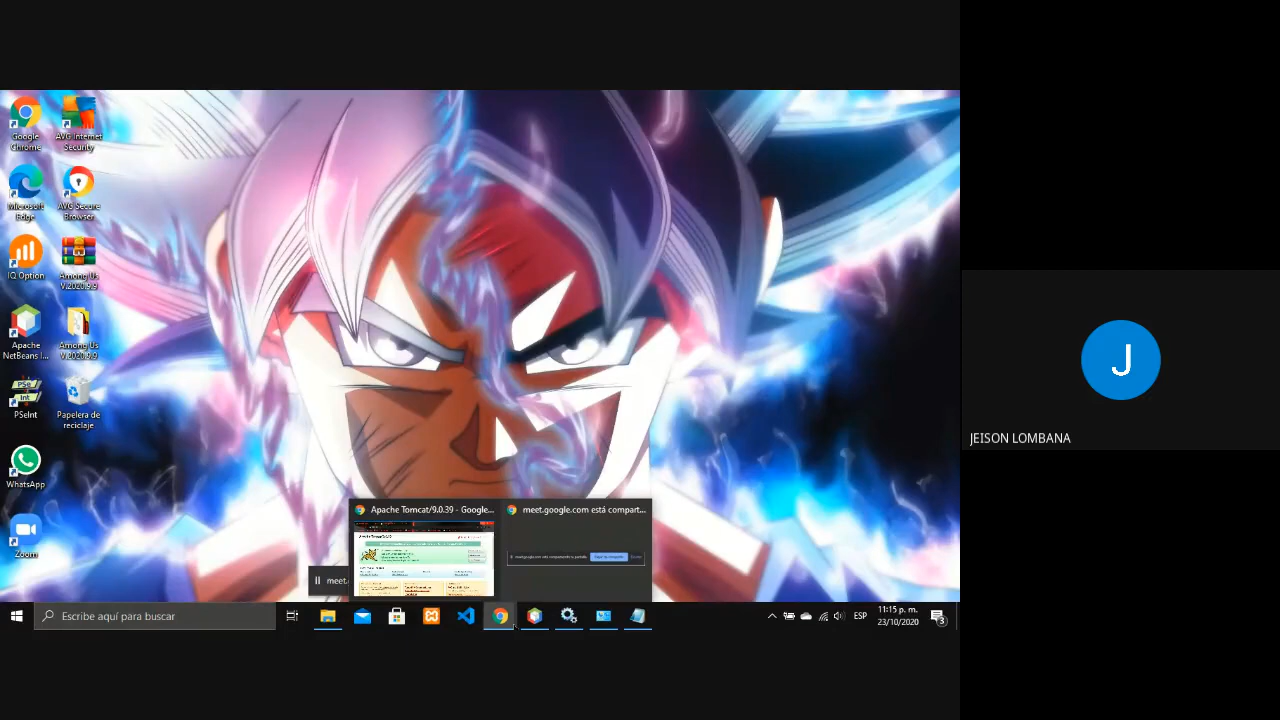 Google
Chrome
AVG Internet
Security
Microsoft
Edge
AVG Secure
Browser
IQ Option
Among Us
V.2020.9.9
Apache
NetBeans I...
Among Us
V.2020.9.9
PSeInt
Papelera de
reciclaje
WhatsApp
Zoom
Apache Tomcat/9.0.39 - Google...
meet.google.com está compart...
meet.
Escribe aquí para buscar
ESP
11:15 p. m.
23/10/2020
3
J
JEISON LOMBANA